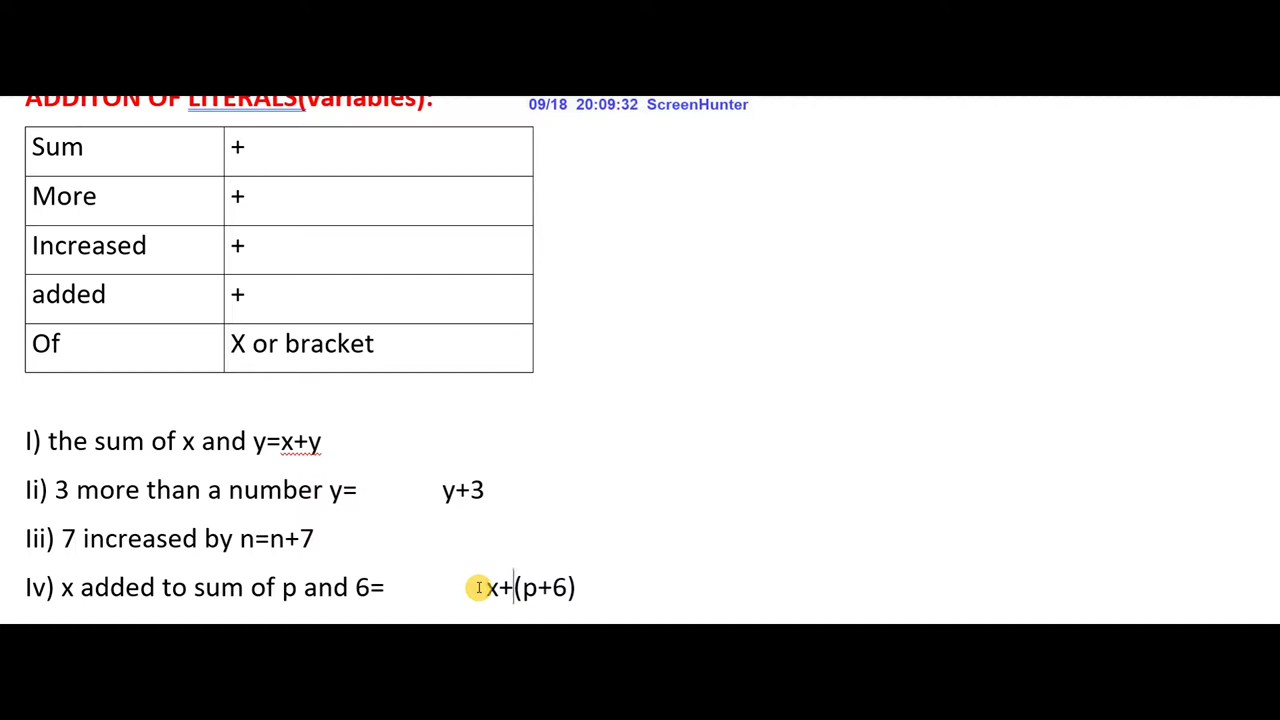 ADDITON OF LITERALS(Variables):
09/18 20:09:32 ScreenHunter
Sum +
More +
Increased +
added +
Of X or bracket
I) the sum of x and y=x+y
Ii) 3 more than a number y= y+3
Iii) 7 increased by n=n+7
Iv) x added to sum of p and 6= x+(p+6)